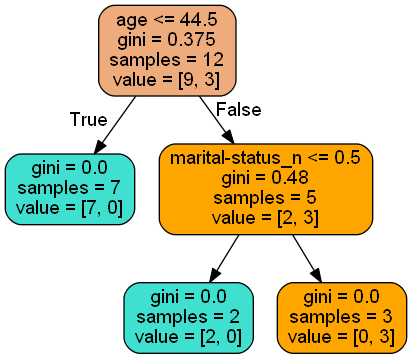 age <= 44.5
gini = 0.375
samples = 12
value = [9, 3]
True
False
gini = 0.0
samples = 7
value = [7, 0]
marital-status_n <= 0.5
gini = 0.48
samples = 5
value = [2, 3]
gini = 0.0
samples = 2
value = [2, 0]
gini = 0.0
samples = 3
value = [0, 3]